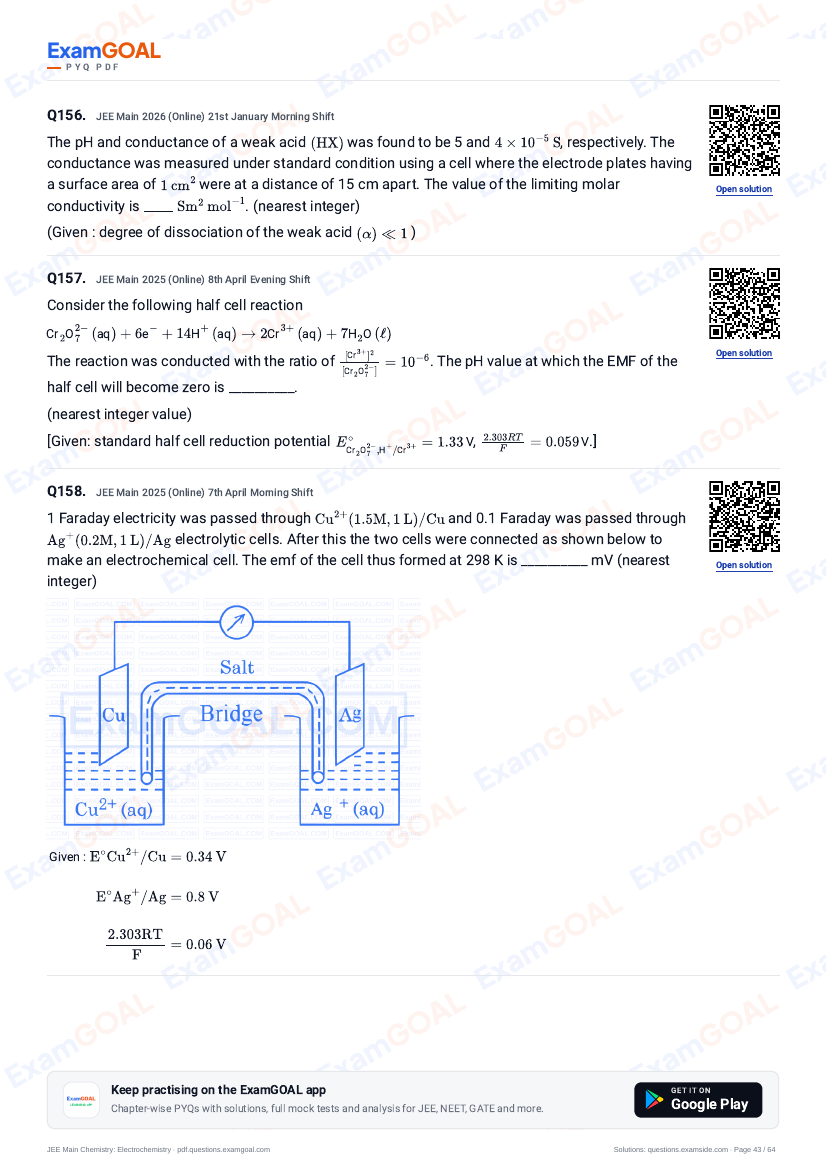 ExamGOAL
PYQ PDF
Q156. JEE Main 2026 (Online) 21st January Morning Shift
The pH and conductance of a weak acid (HX) was found to be 5 and 4 × 10⁻⁵ S, respectively. The
conductance was measured under standard condition using a cell where the electrode plates having
a surface area of 1 cm² were at a distance of 15 cm apart. The value of the limiting molar
conductivity is ____ Sm² mol⁻¹. (nearest integer)
(Given : degree of dissociation of the weak acid (α) ≪ 1 )
Open solution
Q157. JEE Main 2025 (Online) 8th April Evening Shift
Consider the following half cell reaction
Cr₂O₇²⁻ (aq) + 6e⁻ + 14H⁺ (aq) → 2Cr³⁺ (aq) + 7H₂O (ℓ)
The reaction was conducted with the ratio of [Cr³⁺]²/[Cr₂O₇²⁻] = 10⁻⁶. The pH value at which the EMF of the
half cell will become zero is __________.
(nearest integer value)
[Given: standard half cell reduction potential E°Cr₂O₇²⁻,H⁺/Cr³⁺ = 1.33 V, 2.303RT/F = 0.059 V.]
Open solution
Q158. JEE Main 2025 (Online) 7th April Morning Shift
1 Faraday electricity was passed through Cu²⁺(1.5M, 1 L)/Cu and 0.1 Faraday was passed through
Ag⁺(0.2M, 1 L)/Ag electrolytic cells. After this the two cells were connected as shown below to
make an electrochemical cell. The emf of the cell thus formed at 298 K is __________ mV (nearest
integer)
Open solution
Salt
Cu Bridge Ag
Cu²⁺ (aq) Ag ⁺ (aq)
Given : E°Cu²⁺/Cu = 0.34 V
E°Ag⁺/Ag = 0.8 V
2.303RT/F = 0.06 V
Keep practising on the ExamGOAL app
Chapter-wise PYQs with solutions, full mock tests and analysis for JEE, NEET, GATE and more.
GET IT ON
Google Play
JEE Main Chemistry: Electrochemistry · pdf.questions.examgoal.com
Solutions: questions.examside.com · Page 43 / 64